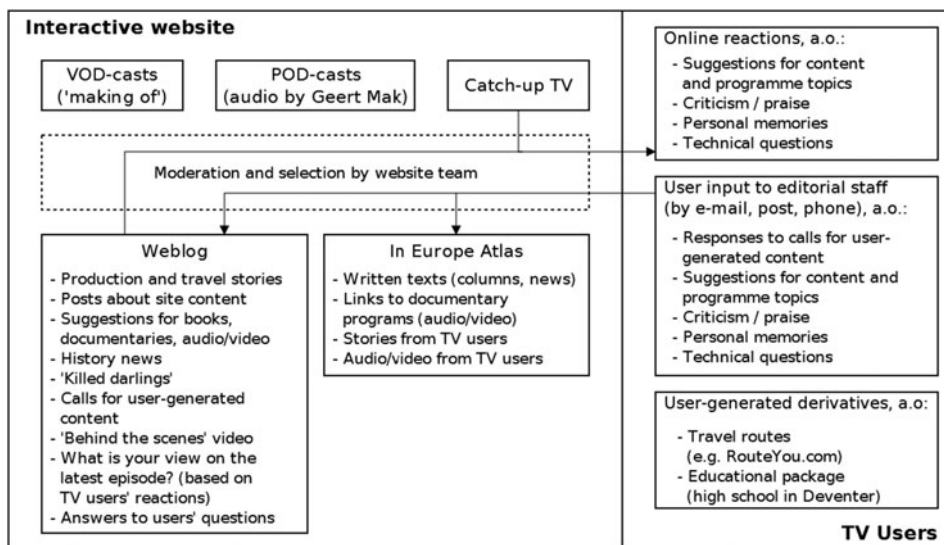 Interactive website
VOD-casts
('making of')
POD-casts
(audio by Geert Mak)
Catch-up TV
Moderation and selection by website team
Weblog
- Production and travel stories
- Posts about site content
- Suggestions for books,
documentaries, audio/video
- History news
- 'Killed darlings'
- Calls for user-generated
content
- 'Behind the scenes' video
- What is your view on the
latest episode? (based on
TV users' reactions)
- Answers to users' questions
In Europe Atlas
- Written texts (columns, news)
- Links to documentary
programs (audio/video)
- Stories from TV users
- Audio/video from TV users
Online reactions, a.o.:
- Suggestions for content
and programme topics
- Criticism / praise
- Personal memories
- Technical questions
User input to editorial staff
(by e-mail, post, phone), a.o.:
- Responses to calls for user-
generated content
- Suggestions for content and
programme topics
- Criticism / praise
- Personal memories
- Technical questions
User-generated derivatives, a.o:
- Travel routes
(e.g. RouteYou.com)
- Educational package
(high school in Deventer)
TV Users